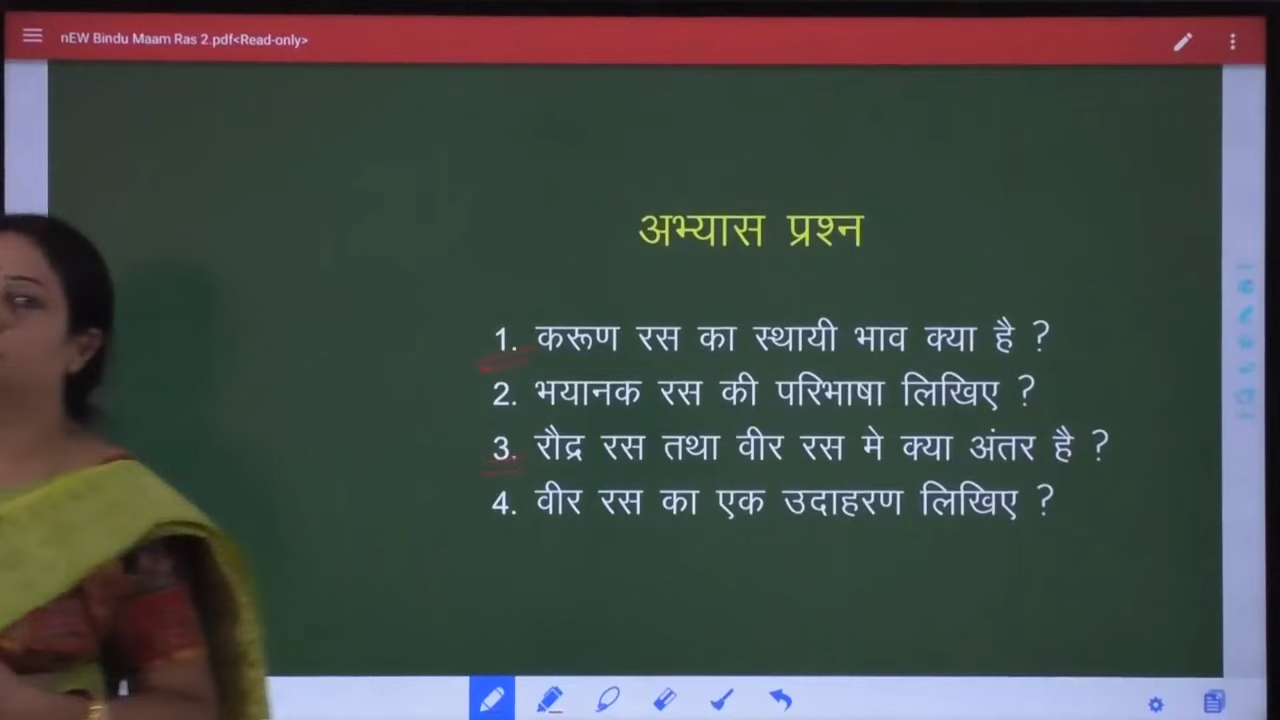 nEW Bindu Maam Ras 2.pdf<Read-only>
अभ्यास प्रश्न
1. करूण रस का स्थायी भाव क्या है ?
2. भयानक रस की परिभाषा लिखिए ?
3. रौद्र रस तथा वीर रस मे क्या अंतर है ?
4. वीर रस का एक उदाहरण लिखिए ?